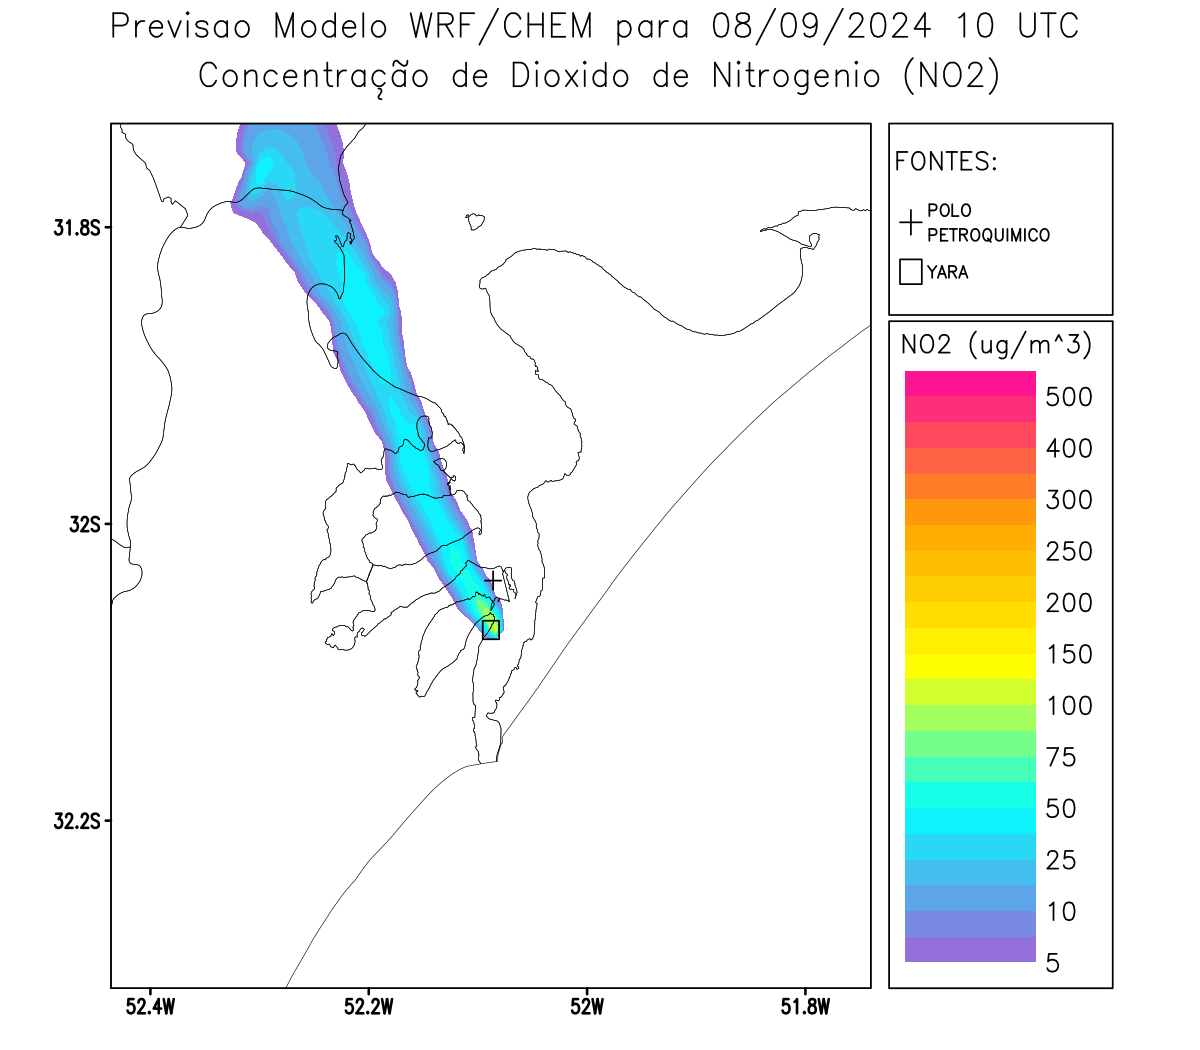 Previsao Modelo WRF/CHEM para 08/09/2024 10 UTC
Concentração de Dioxido de Nitrogenio (NO2)
FONTES:
POLO
PETROQUIMICO
YARA
31.8S
32S
32.2S
52.4W
52.2W
52W
51.8W
NO2 (ug/m^3)
500
400
300
250
200
150
100
75
50
25
10
5